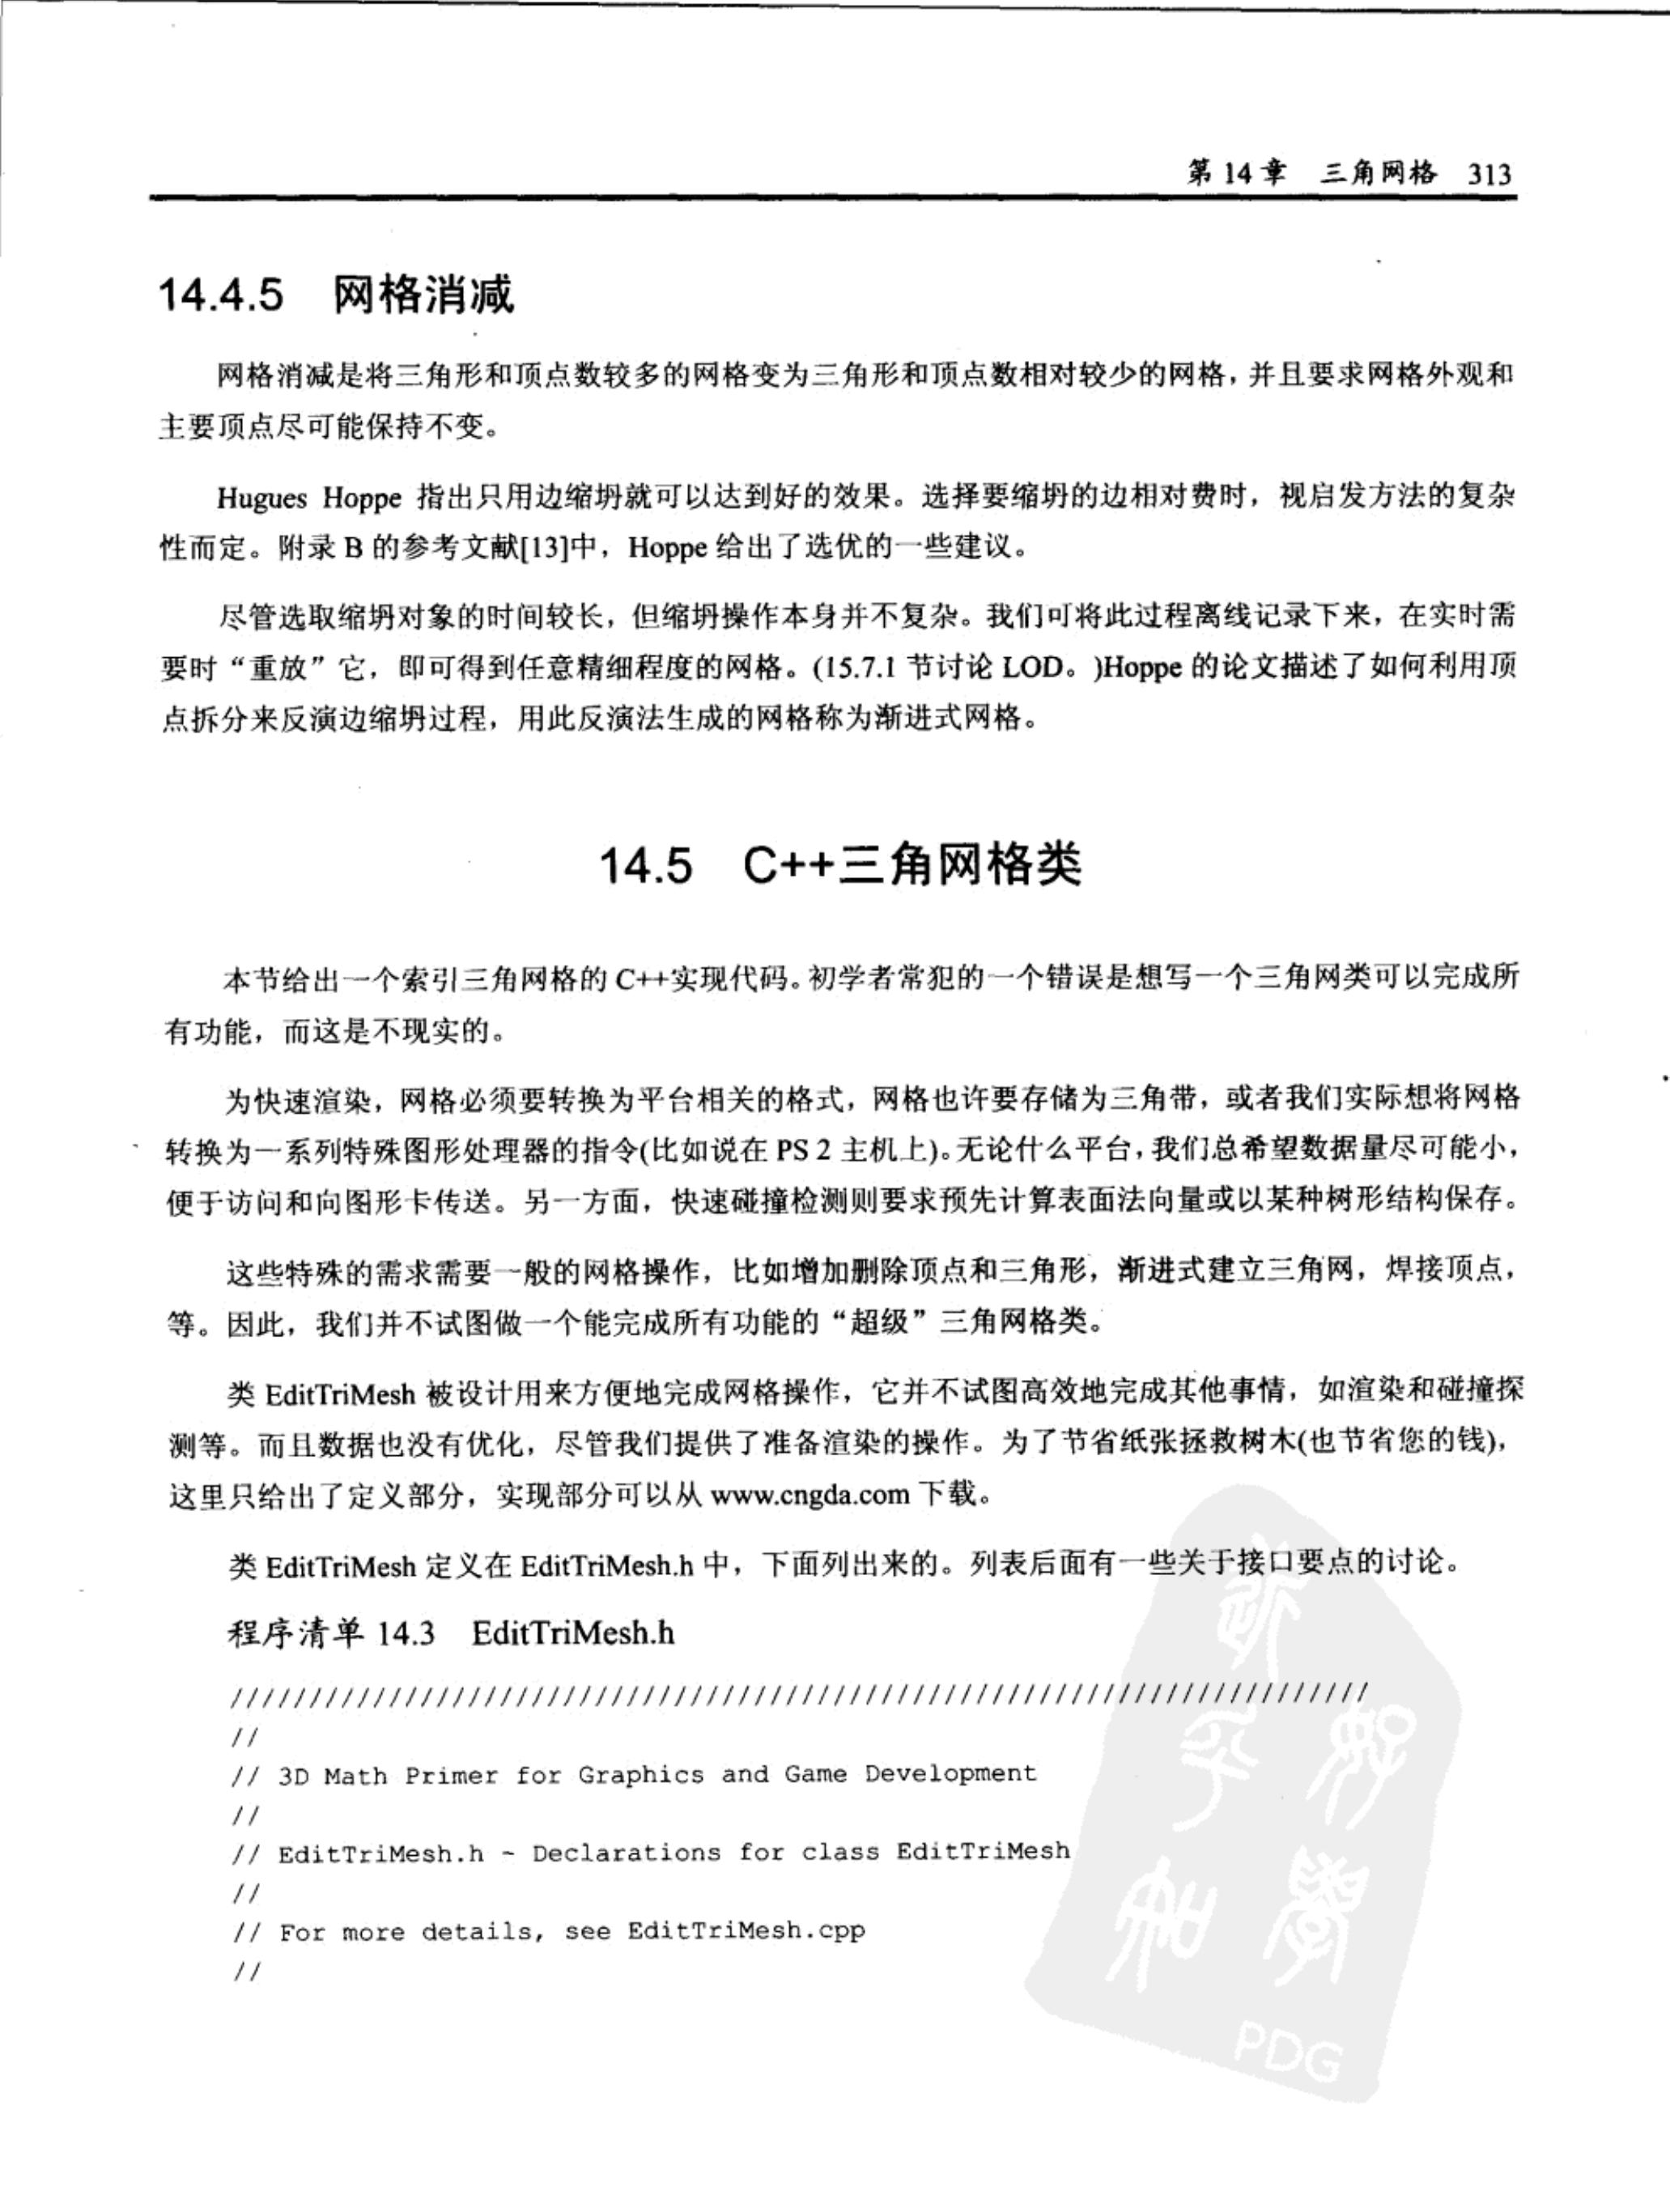 第 14 章 三角网格 313
14.4.5 网格消减
网格消减是将三角形和顶点数较多的网格变为三角形和顶点数相对较少的网格，并且要求网格外观和
主要顶点尽可能保持不变。
Hugues Hoppe 指出只用边缩坍就可以达到好的效果。选择要缩坍的边相对费时，视启发方法的复杂
性而定。附录 B 的参考文献[13]中，Hoppe 给出了选优的一些建议。
尽管选取缩坍对象的时间较长，但缩坍操作本身并不复杂。我们可将此过程离线记录下来，在实时需
要时“重放”它，即可得到任意精细程度的网格。(15.7.1 节讨论 LOD。)Hoppe 的论文描述了如何利用顶
点拆分来反演边缩坍过程，用此反演法生成的网格称为渐进式网格。
14.5 C++三角网格类
本节给出一个索引三角网格的 C++实现代码。初学者常犯的一个错误是想写一个三角网类可以完成所
有功能，而这是不现实的。
为快速渲染，网格必须要转换为平台相关的格式，网格也许要存储为三角带，或者我们实际想将网格
转换为一系列特殊图形处理器的指令(比如说在 PS 2 主机上)。无论什么平台，我们总希望数据量尽可能小，
便于访问和向图形卡传送。另一方面，快速碰撞检测则要求预先计算表面法向量或以某种树形结构保存。
这些特殊的需求需要一般的网格操作，比如增加删除顶点和三角形，渐进式建立三角网，焊接顶点，
等。因此，我们并不试图做一个能完成所有功能的“超级”三角网格类。
类 EditTriMesh 被设计用来方便地完成网格操作，它并不试图高效地完成其他事情，如渲染和碰撞探
测等。而且数据也没有优化，尽管我们提供了准备渲染的操作。为了节省纸张拯救树木(也节省您的钱)，
这里只给出了定义部分，实现部分可以从 www.cngda.com 下载。
类 EditTriMesh 定义在 EditTriMesh.h 中，下面列出来的。列表后面有一些关于接口要点的讨论。
程序清单 14.3 EditTriMesh.h
////////////////////////////////////////////////////////////////////////
//
// 3D Math Primer for Graphics and Game Development
//
// EditTriMesh.h - Declarations for class EditTriMesh
//
// For more details, see EditTriMesh.cpp
//
PDG